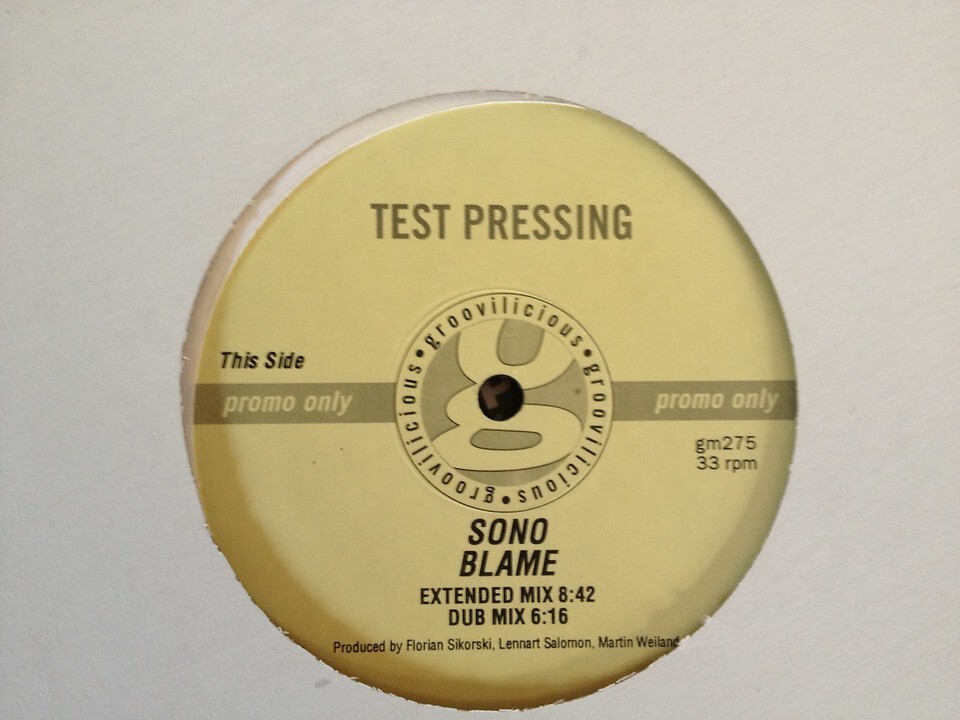 TEST PRESSING
groovilicious • groovilicious • groovilicious •
g
This Side
promo only
promo only
gm275
33 rpm
SONO
BLAME
EXTENDED MIX 8:42
DUB MIX 6:16
Produced by Florian Sikorski, Lennart Salomon, Martin Weiland